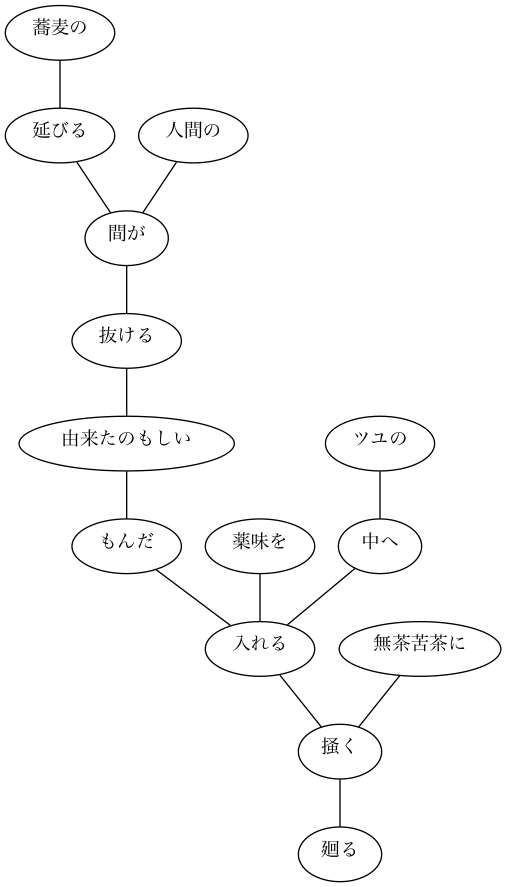 蕎麦の
延びる
人間の
間が
抜ける
由来たのもしい
ツユの
もんだ
薬味を
中へ
入れる
無茶苦茶に
掻く
廻る